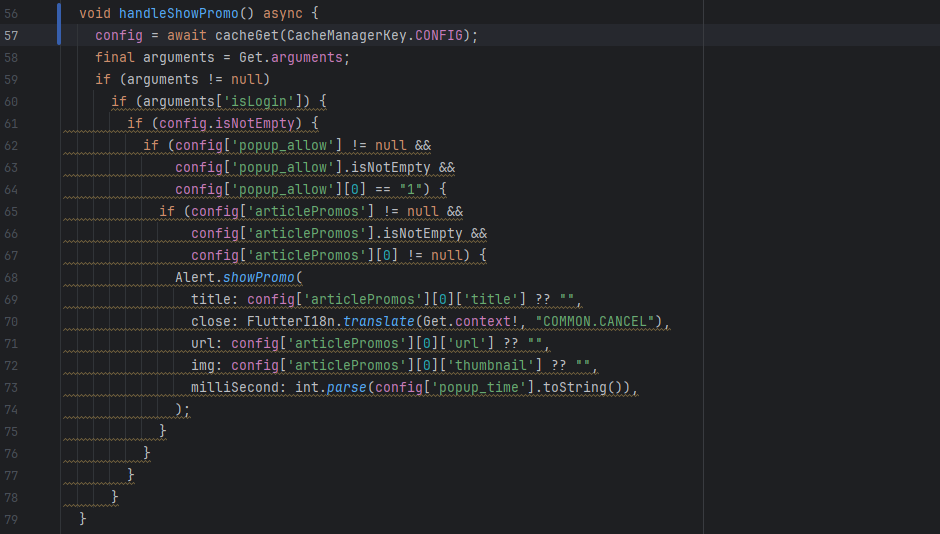 56 void handleShowPromo() async {
57 config = await cacheGet(CacheManagerKey.CONFIG);
58 final arguments = Get.arguments;
59 if (arguments != null)
60 if (arguments['isLogin']) {
61 if (config.isNotEmpty) {
62 if (config['popup_allow'] != null &&
63 config['popup_allow'].isNotEmpty &&
64 config['popup_allow'][0] == "1") {
65 if (config['articlePromos'] != null &&
66 config['articlePromos'].isNotEmpty &&
67 config['articlePromos'][0] != null) {
68 Alert.showPromo(
69 title: config['articlePromos'][0]['title'] ?? "",
70 close: FlutterI18n.translate(Get.context!, "COMMON.CANCEL"),
71 url: config['articlePromos'][0]['url'] ?? "",
72 img: config['articlePromos'][0]['thumbnail'] ?? "",
73 milliSecond: int.parse(config['popup_time'].toString()),
74 );
75 }
76 }
77 }
78 }
79 }